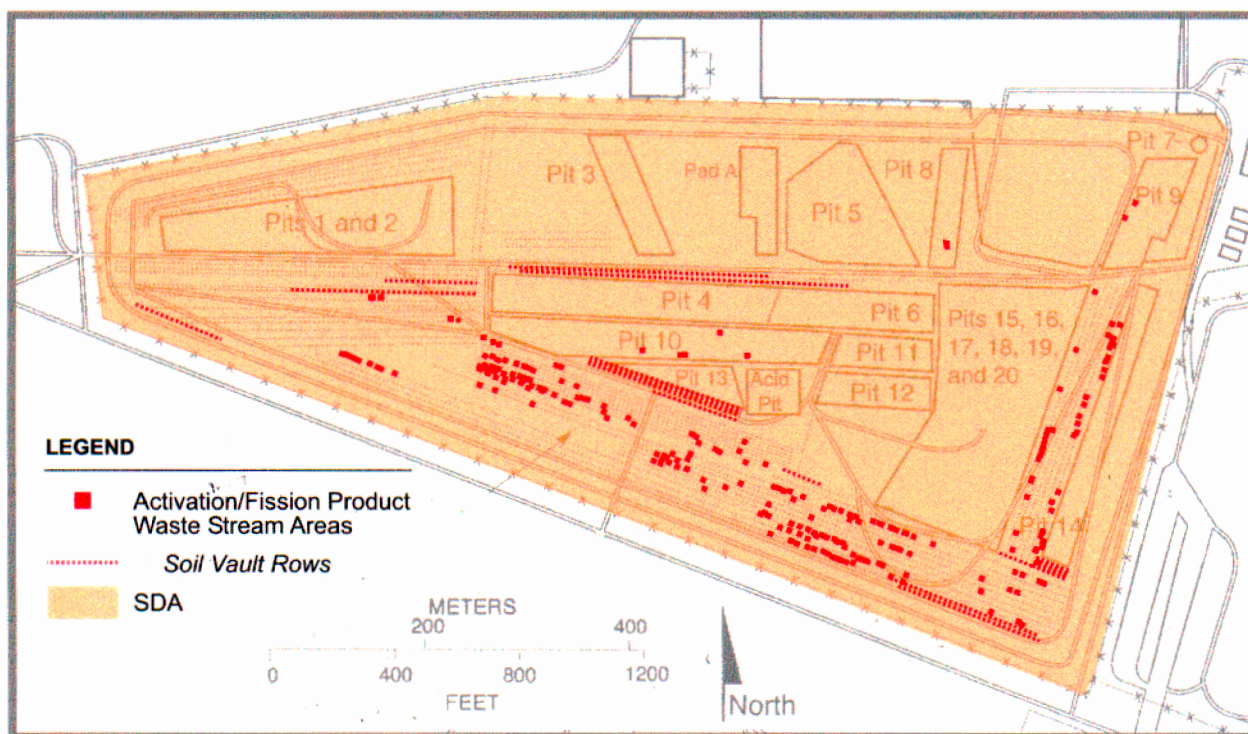 Pit 7
Pit 3
Pad A
Pit 8
Pit 9
Pits 1 and 2
Pit 5
Pit 4
Pit 6
Pits 15, 16,
17, 18, 19,
and 20
Pit 10
Pit 11
Pit 13
Acid
Pit
Pit 12
Pit 14
LEGEND
Activation/Fission Product
Waste Stream Areas
Soil Vault Rows
SDA
METERS
200 400
0 400 800 1200
FEET
North